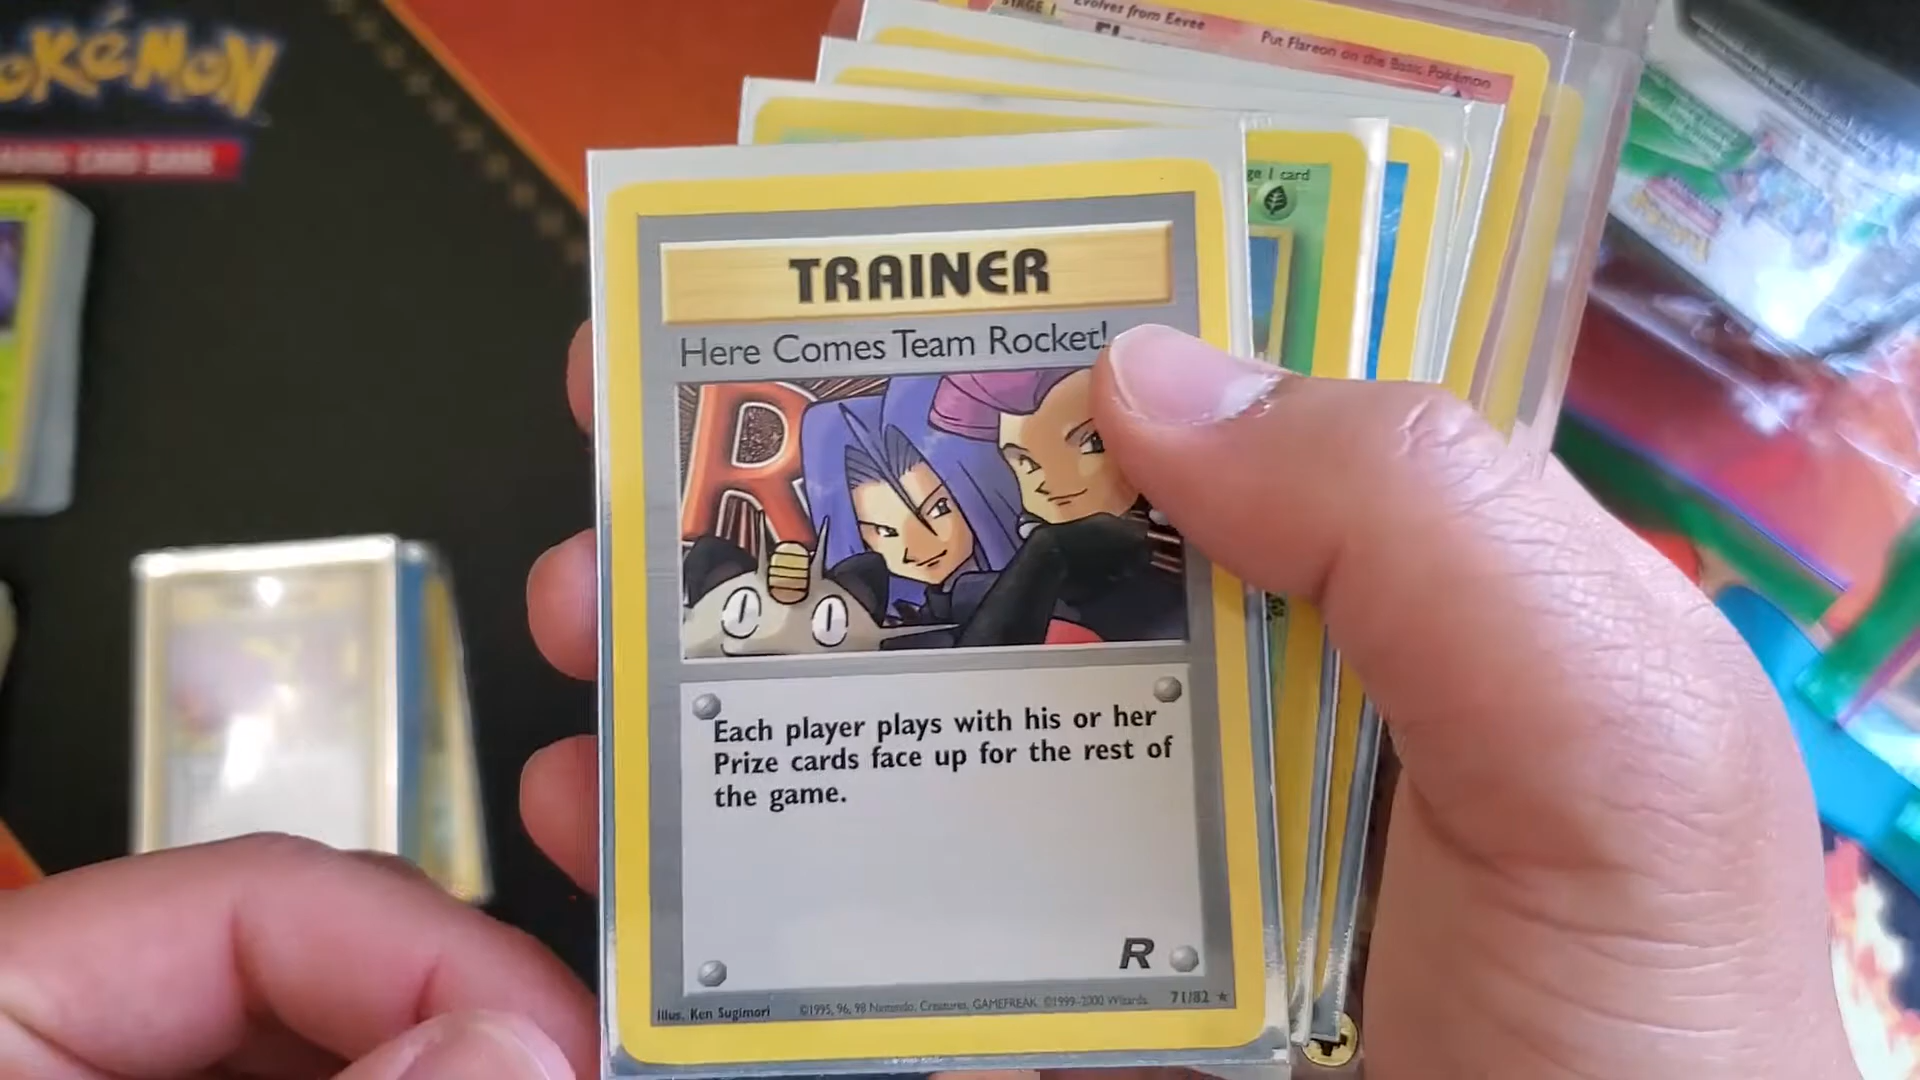 POKéMON
TRADING CARD GAME
STAGE 1
Evolves from Eevee
Put Flareon on the Basic Pokémon
ge 1 card
TRAINER
Here Comes Team Rocket!
R
Each player plays with his or her
Prize cards face up for the rest of
the game.
R
Illus. Ken Sugimori
©1995, 96, 98 Nintendo, Creatures, GAMEFREAK. ©1999-2000 Wizards.
71/82 ★